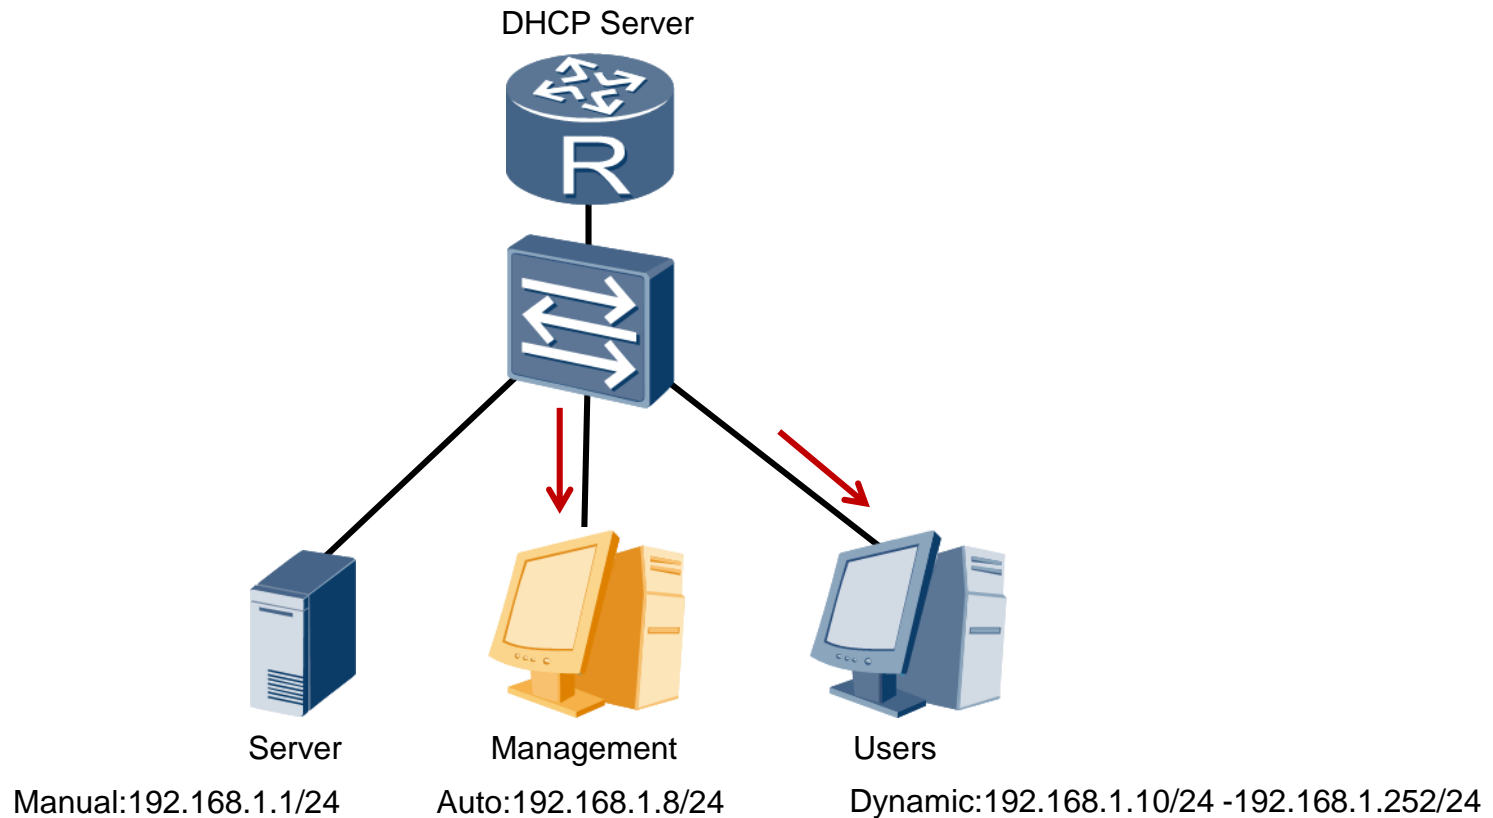 DHCP Server
R
Server
Management
Users
Manual:192.168.1.1/24
Auto:192.168.1.8/24
Dynamic:192.168.1.10/24 -192.168.1.252/24